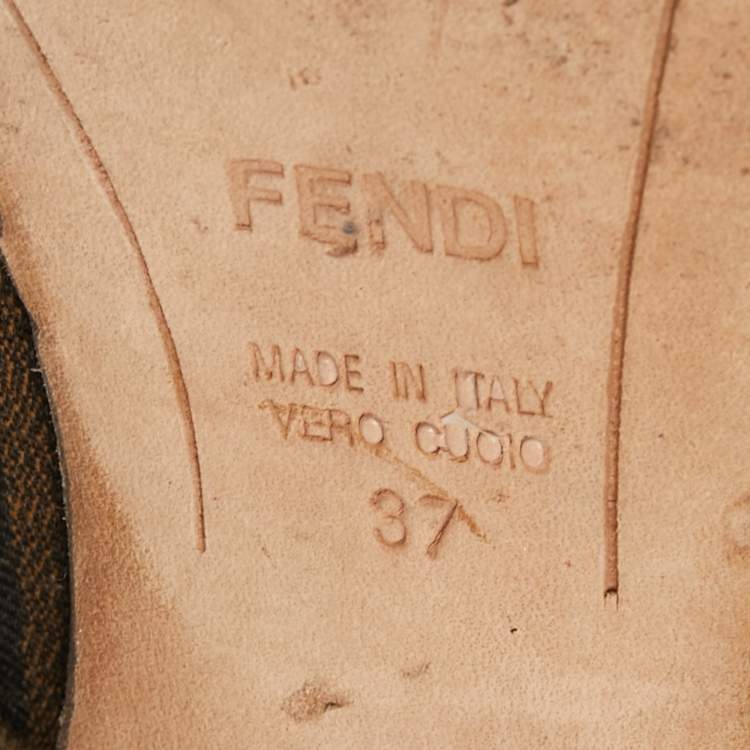 FENDI
MADE IN ITALY
VERO CUOIO
37